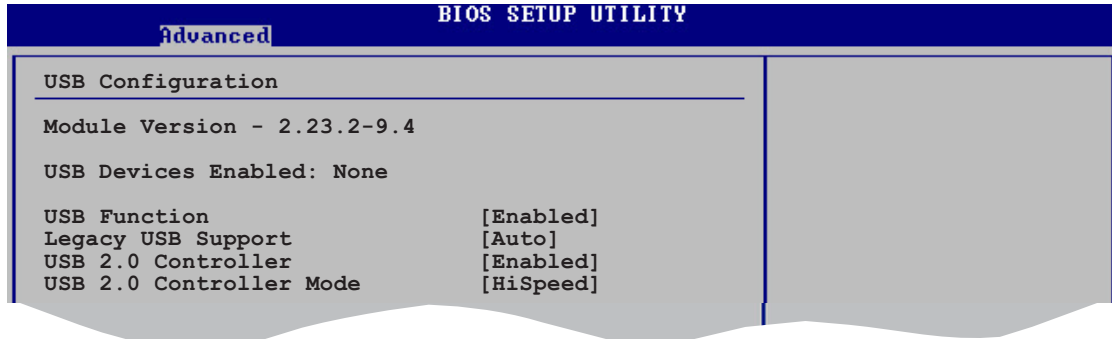 BIOS SETUP UTILITY
Advanced
USB Configuration
Module Version - 2.23.2-9.4
USB Devices Enabled: None
USB Function [Enabled]
Legacy USB Support [Auto]
USB 2.0 Controller [Enabled]
USB 2.0 Controller Mode [HiSpeed]